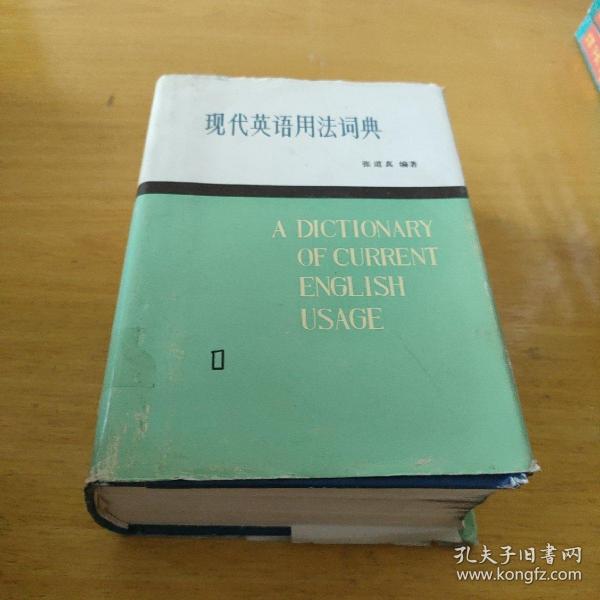 现代英语用法词典
张道真 编著
A DICTIONARY
OF CURRENT
ENGLISH
USAGE
孔夫子旧书网
www.kongfz.com